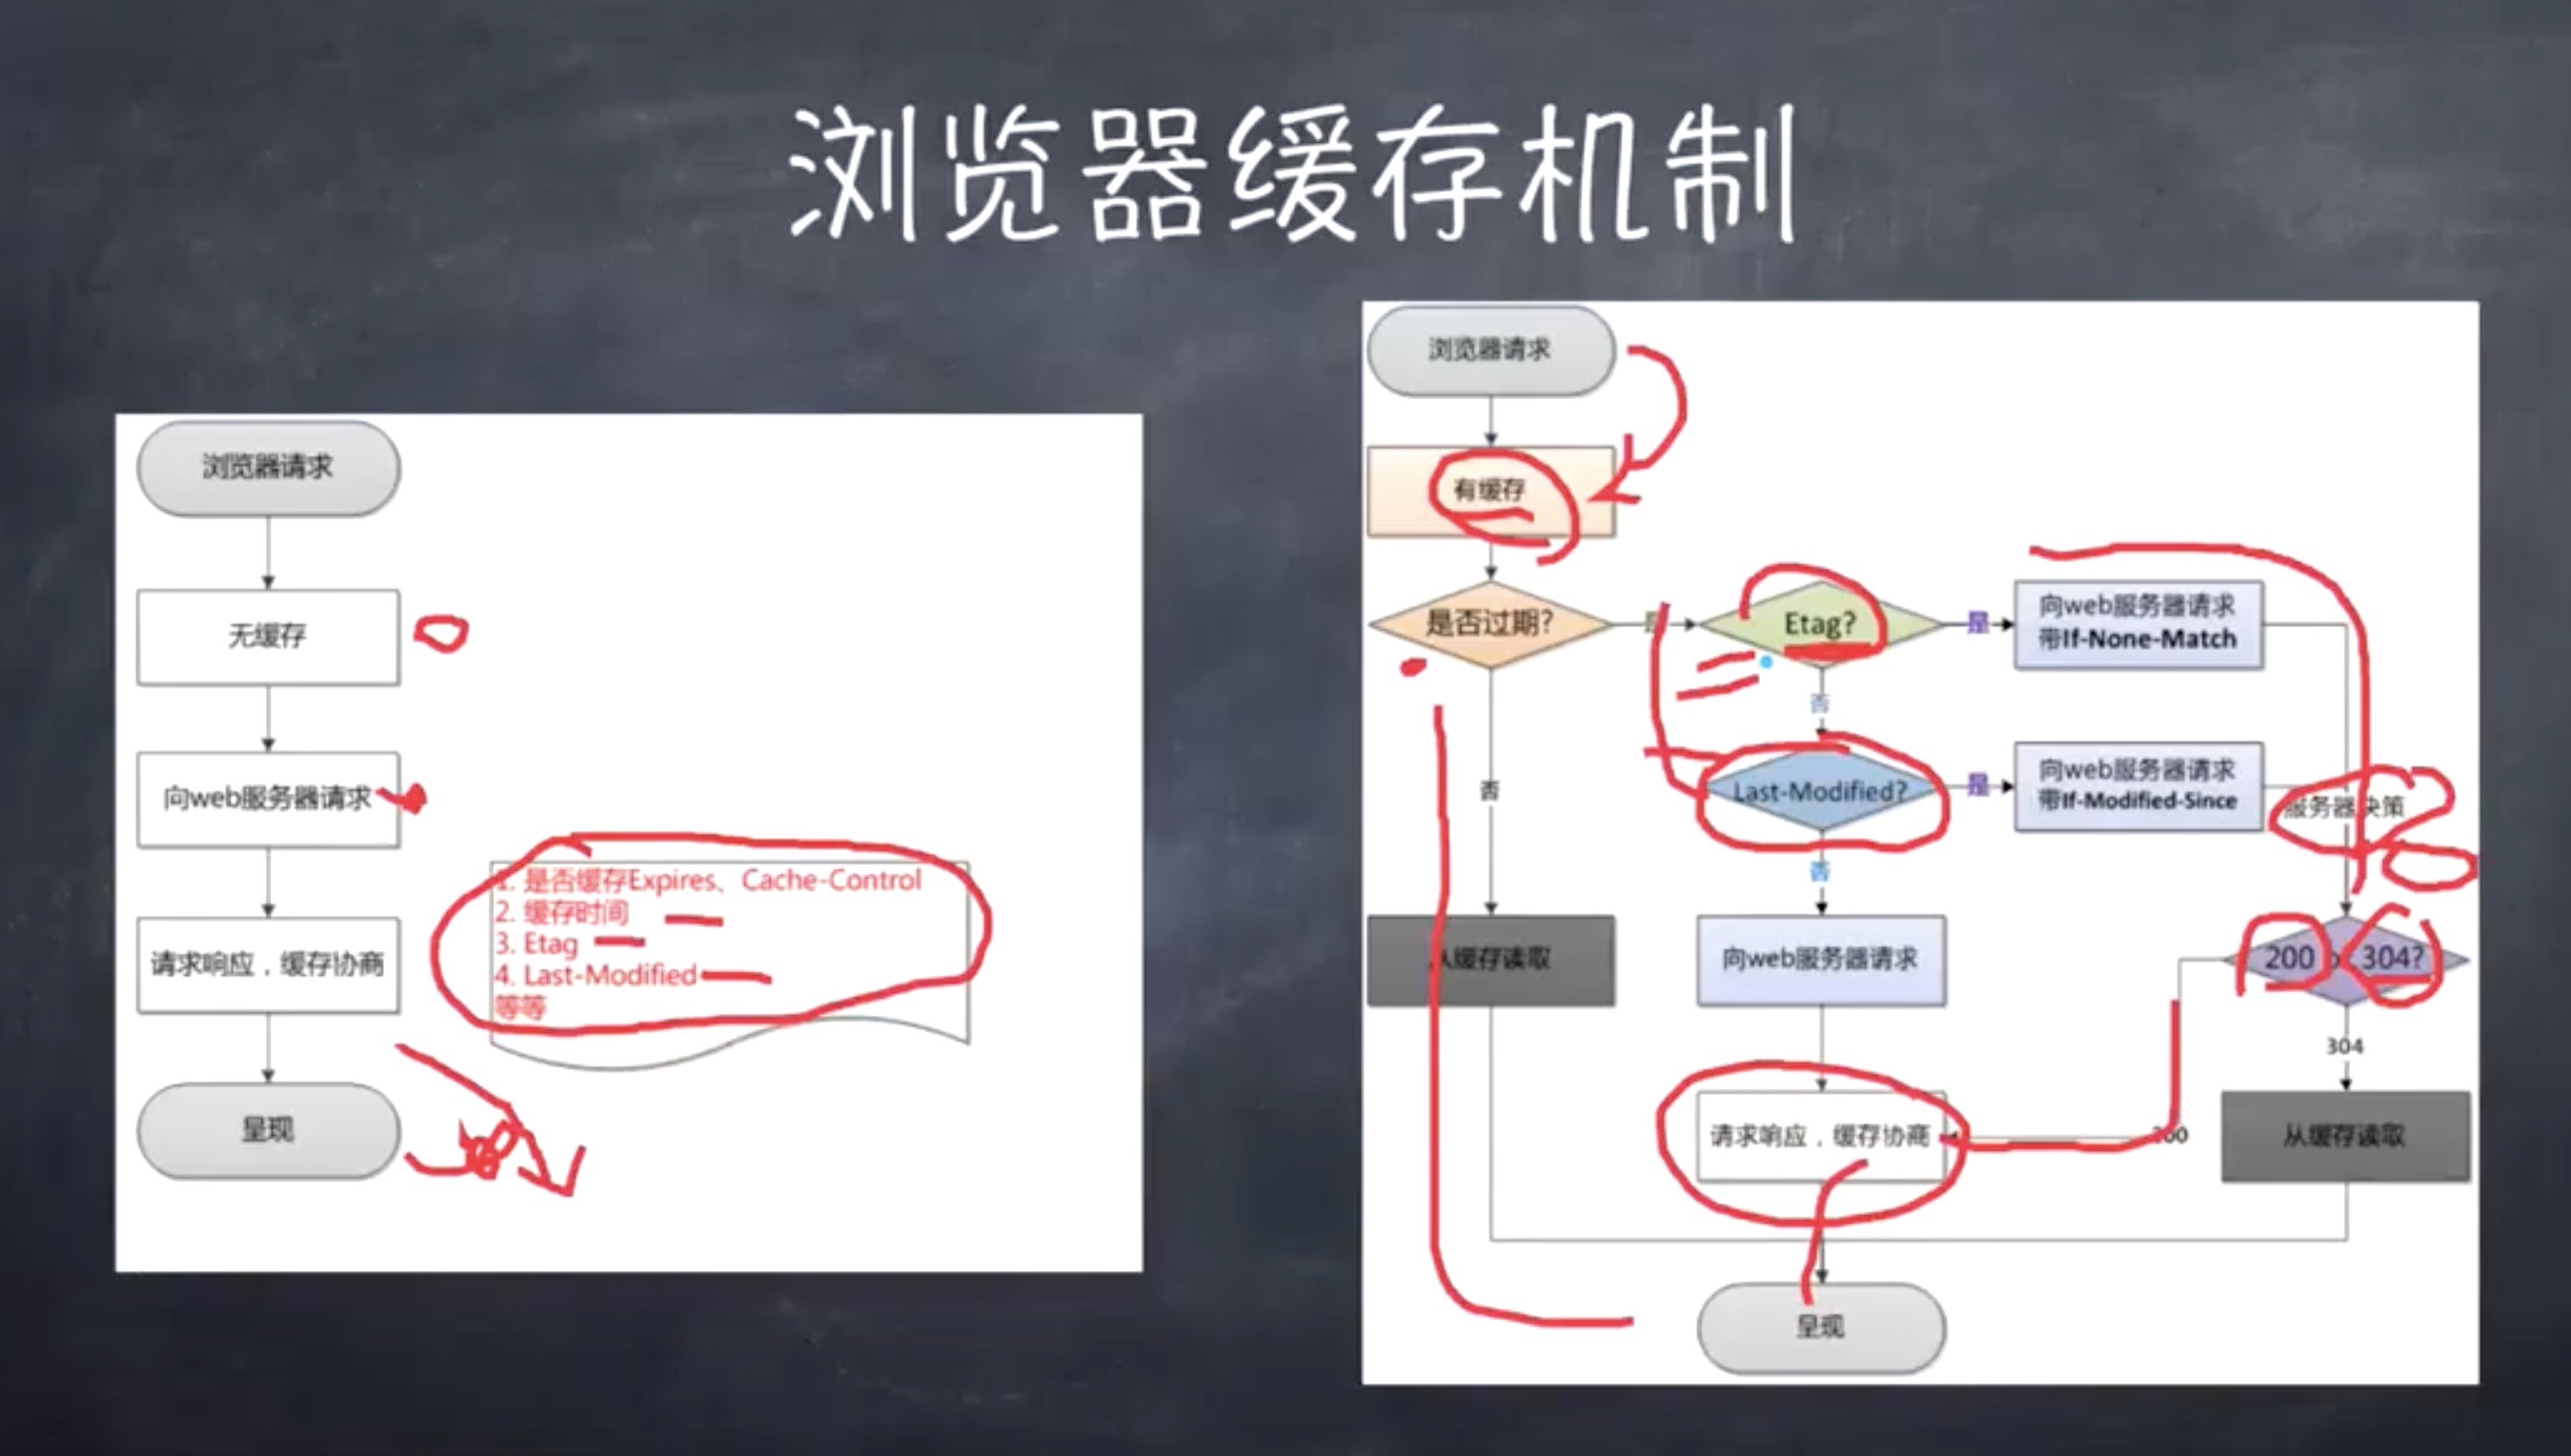 浏览器缓存机制
浏览器请求
无缓存
向web服务器请求
请求响应，缓存协商
呈现
1. 是否缓存Expires、Cache-Control
2. 缓存时间
3. Etag
4. Last-Modified
等等
浏览器请求
有缓存
是否过期?
是
Etag?
是
向web服务器请求
带If-None-Match
否
否
Last-Modified?
是
向web服务器请求
带If-Modified-Since
服务器决策
否
从缓存读取
向web服务器请求
200 or 304?
304
请求响应，缓存协商
200
从缓存读取
呈现